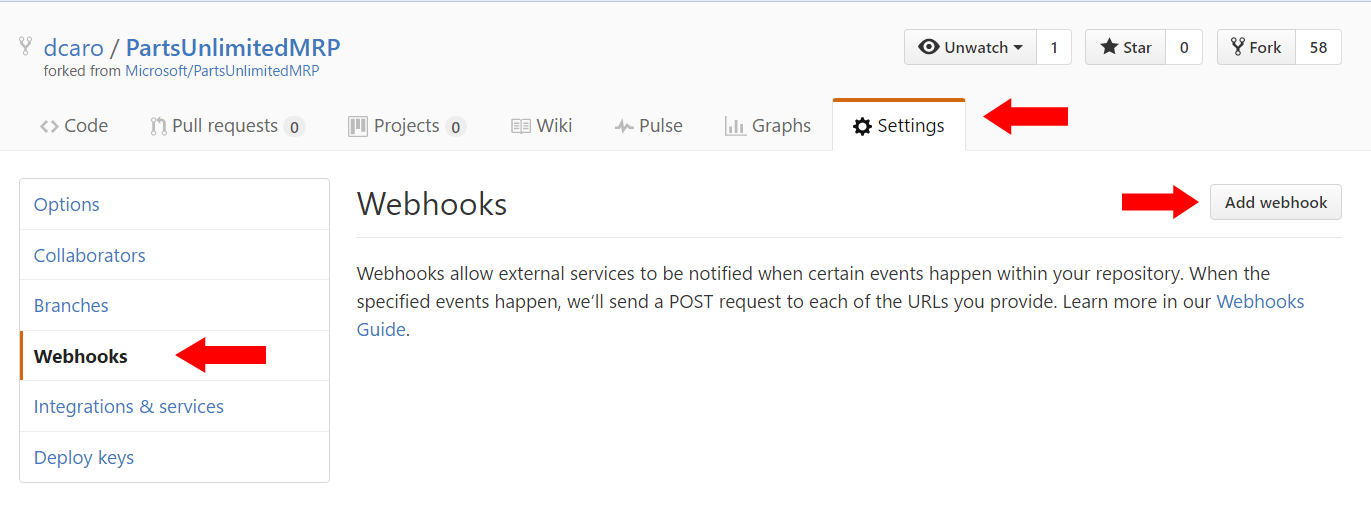 dcaro / PartsUnlimitedMRP
forked from Microsoft/PartsUnlimitedMRP
Unwatch 1
Star 0
Fork 58
Code
Pull requests 0
Projects 0
Wiki
Pulse
Graphs
Settings
Options
Collaborators
Branches
Webhooks
Integrations & services
Deploy keys
Webhooks
Add webhook
Webhooks allow external services to be notified when certain events happen within your repository. When the
specified events happen, we’ll send a POST request to each of the URLs you provide. Learn more in our Webhooks
Guide.